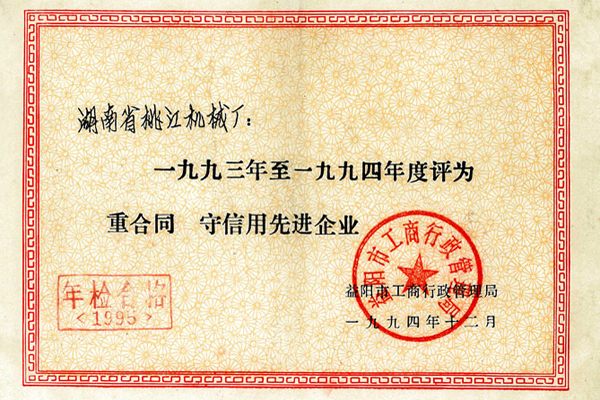 湖南省桃江机械厂:
一九九三年至一九九四年度评为
重合同 守信用先进企业
益阳市工商行政管理局
益阳市工商行政管理局
一九九四年十二月
年检合格
<1995>